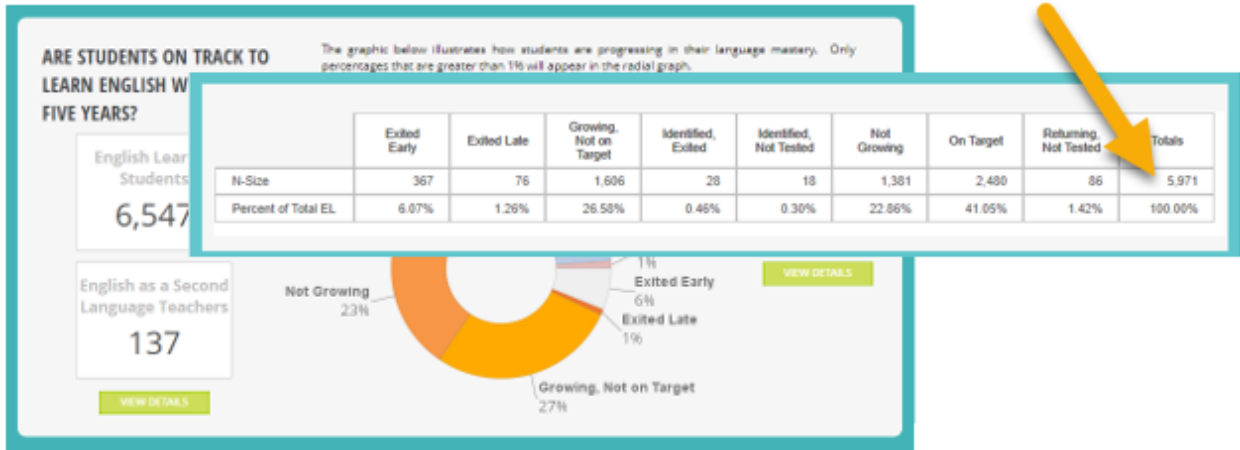 ARE STUDENTS ON TRACK TO
LEARN ENGLISH W
FIVE YEARS?
The graphic below illustrates how students are progressing in their language mastery. Only
percentages that are greater than 1% will appear in the radial graph.
English Lear
Students
6,547
English as a Second
Language Teachers
137
VIEW DETAILS
Exited Early
Exited Late
Growing, Not on Target
Identified, Exited
Identified, Not Tested
Not Growing
On Target
Returning, Not Tested
Totals
N-Size 367 76 1,606 28 18 1,381 2,480 86 5,971
Percent of Total EL 6.07% 1.26% 26.58% 0.46% 0.30% 22.86% 41.05% 1.42% 100.00%
Not Growing
23%
1%
Exited Early
6%
Exited Late
1%
Growing, Not on Target
27%
VIEW DETAILS